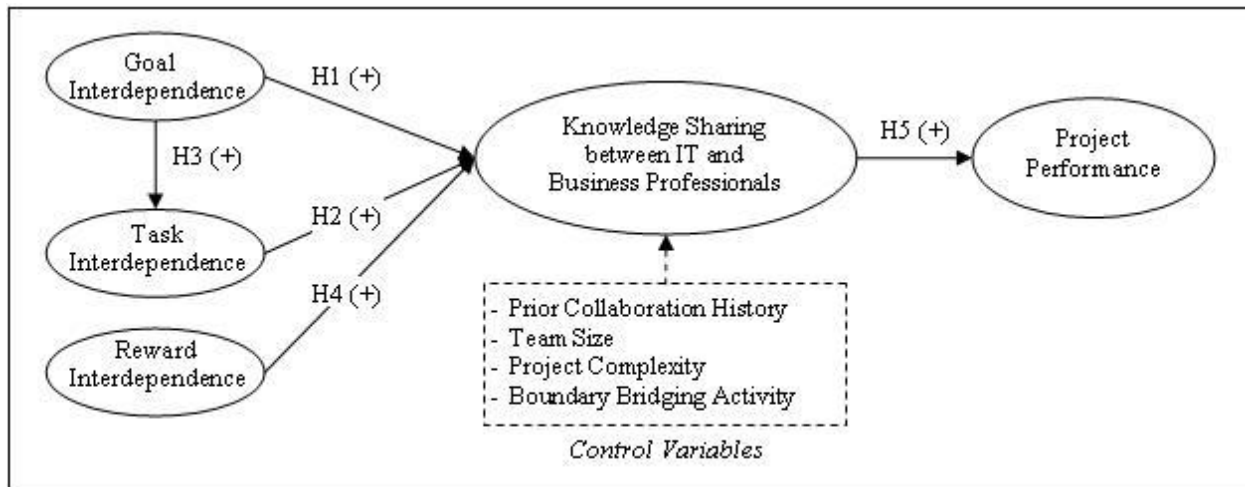 Goal
Interdependence
H1 (+)
H3 (+)
Knowledge Sharing
between IT and
Business Professionals
H5 (+)
Project
Performance
Task
Interdependence
H2 (+)
H4 (+)
Reward
Interdependence
- Prior Collaboration History
- Team Size
- Project Complexity
- Boundary Bridging Activity
Control Variables